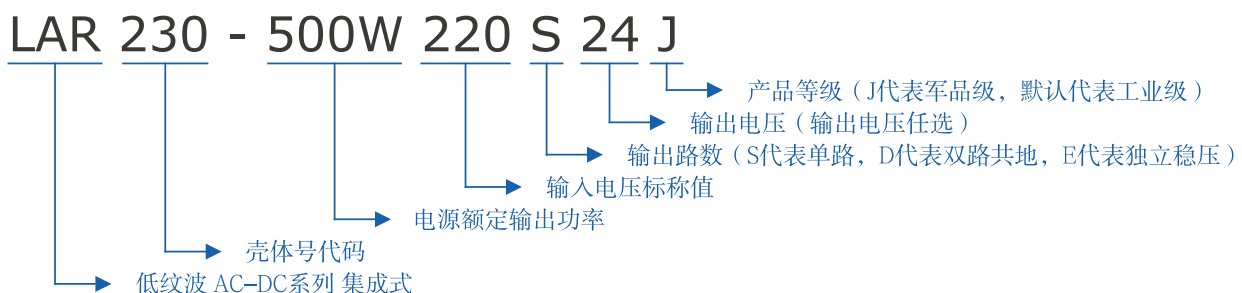 LAR 230 - 500W 220 S 24 J
产品等级（J代表军品级，默认代表工业级）
输出电压（输出电压任选）
输出路数（S代表单路，D代表双路共地，E代表独立稳压）
输入电压标称值
电源额定输出功率
壳体号代码
低纹波 AC-DC系列 集成式